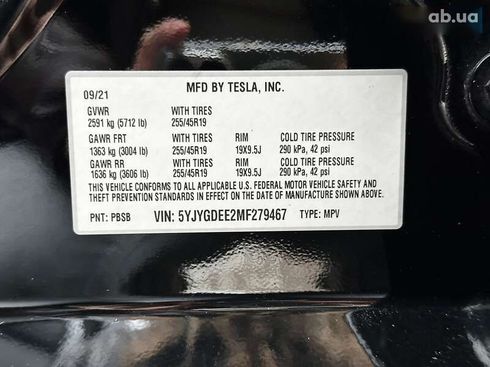 ab.ua
MFD BY TESLA, INC.
09/21
GVWR WITH TIRES
2591 kg (5712 lb) 255/45R19
GAWR FRT WITH TIRES RIM COLD TIRE PRESSURE
1363 kg (3004 lb) 255/45R19 19X9.5J 290 kPa, 42 psi
GAWR RR WITH TIRES RIM COLD TIRE PRESSURE
1636 kg (3606 lb) 255/45R19 19X9.5J 290 kPa, 42 psi
THIS VEHICLE CONFORMS TO ALL APPLICABLE U.S. FEDERAL MOTOR VEHICLE SAFETY AND
THEFT PREVENTION STANDARDS IN EFFECT ON THE DATE OF MANUFACTURE SHOWN ABOVE.
PNT: PBSB VIN: 5YJYGDEE2MF279467 TYPE: MPV